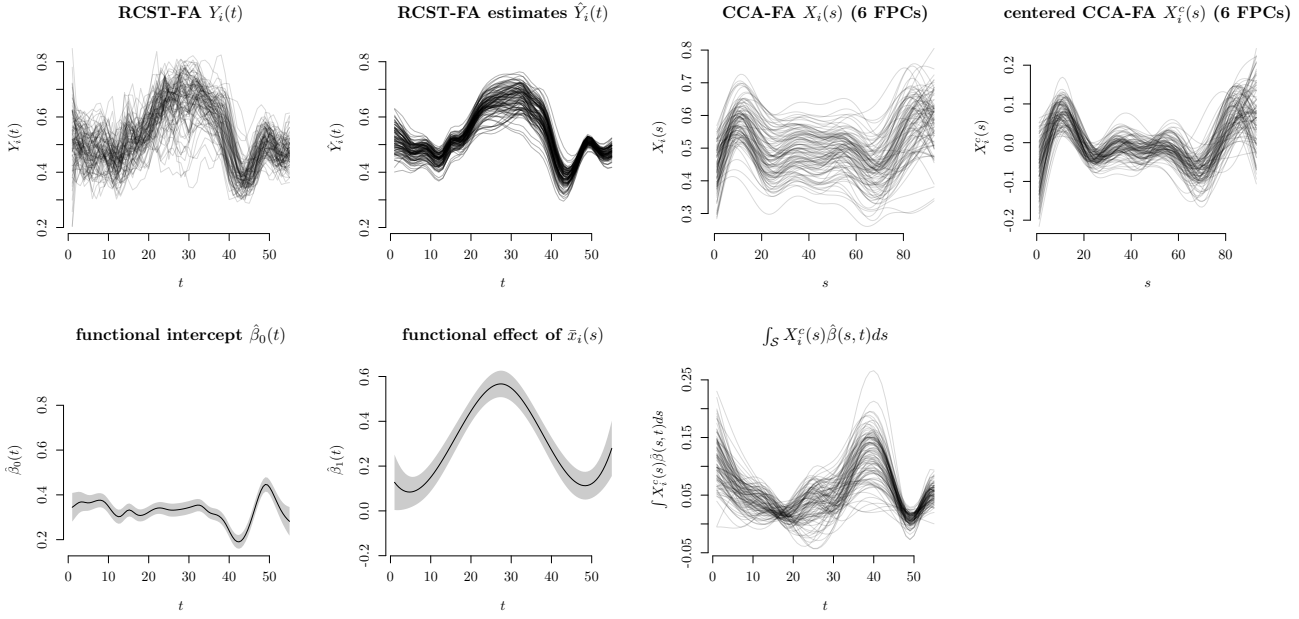 RCST-FA Yᵢ(t)
RCST-FA estimates Ŷᵢ(t)
CCA-FA Xᵢ(s) (6 FPCs)
centered CCA-FA Xᵢᶜ(s) (6 FPCs)
Yᵢ(t)
0.2 0.4 0.6 0.8
0 10 20 30 40 50
t
Ŷᵢ(t)
0.2 0.4 0.6 0.8
0 10 20 30 40 50
t
Xᵢ(s)
0.3 0.4 0.5 0.6 0.7 0.8
0 20 40 60 80
s
Xᵢᶜ(s)
-0.2 -0.1 0.0 0.1 0.2
0 20 40 60 80
s
functional intercept β̂₀(t)
functional effect of x̄ᵢ(s)
∫_𝒮 Xᵢᶜ(s)β̂(s, t)ds
β̂₀(t)
0.2 0.4 0.6 0.8
0 10 20 30 40 50
t
β̂₁(t)
-0.2 0.0 0.2 0.4 0.6
0 10 20 30 40 50
t
∫ Xᵢᶜ(s)β̂(s, t)ds
-0.05 0.05 0.15 0.25
0 10 20 30 40 50
t